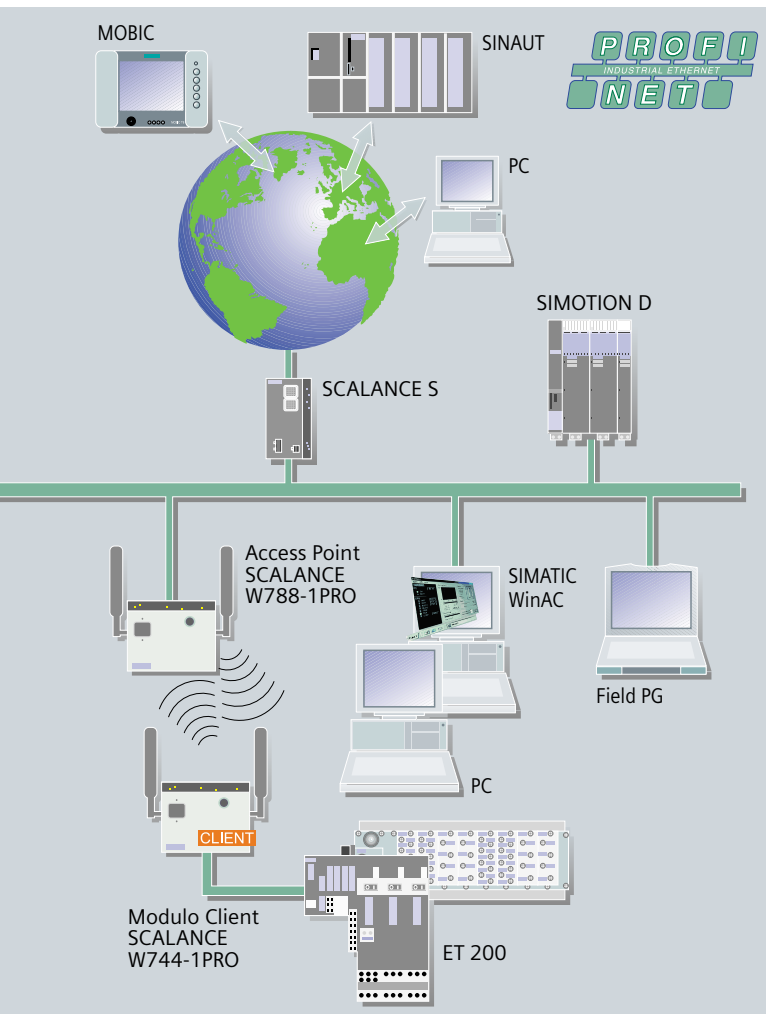 MOBIC
SINAUT
PROFI
INDUSTRIAL ETHERNET
NET
PC
SIMOTION D
SCALANCE S
Access Point
SCALANCE
W788-1PRO
SIMATIC
WinAC
Field PG
PC
CLIENT
Modulo Client
SCALANCE
W744-1PRO
ET 200